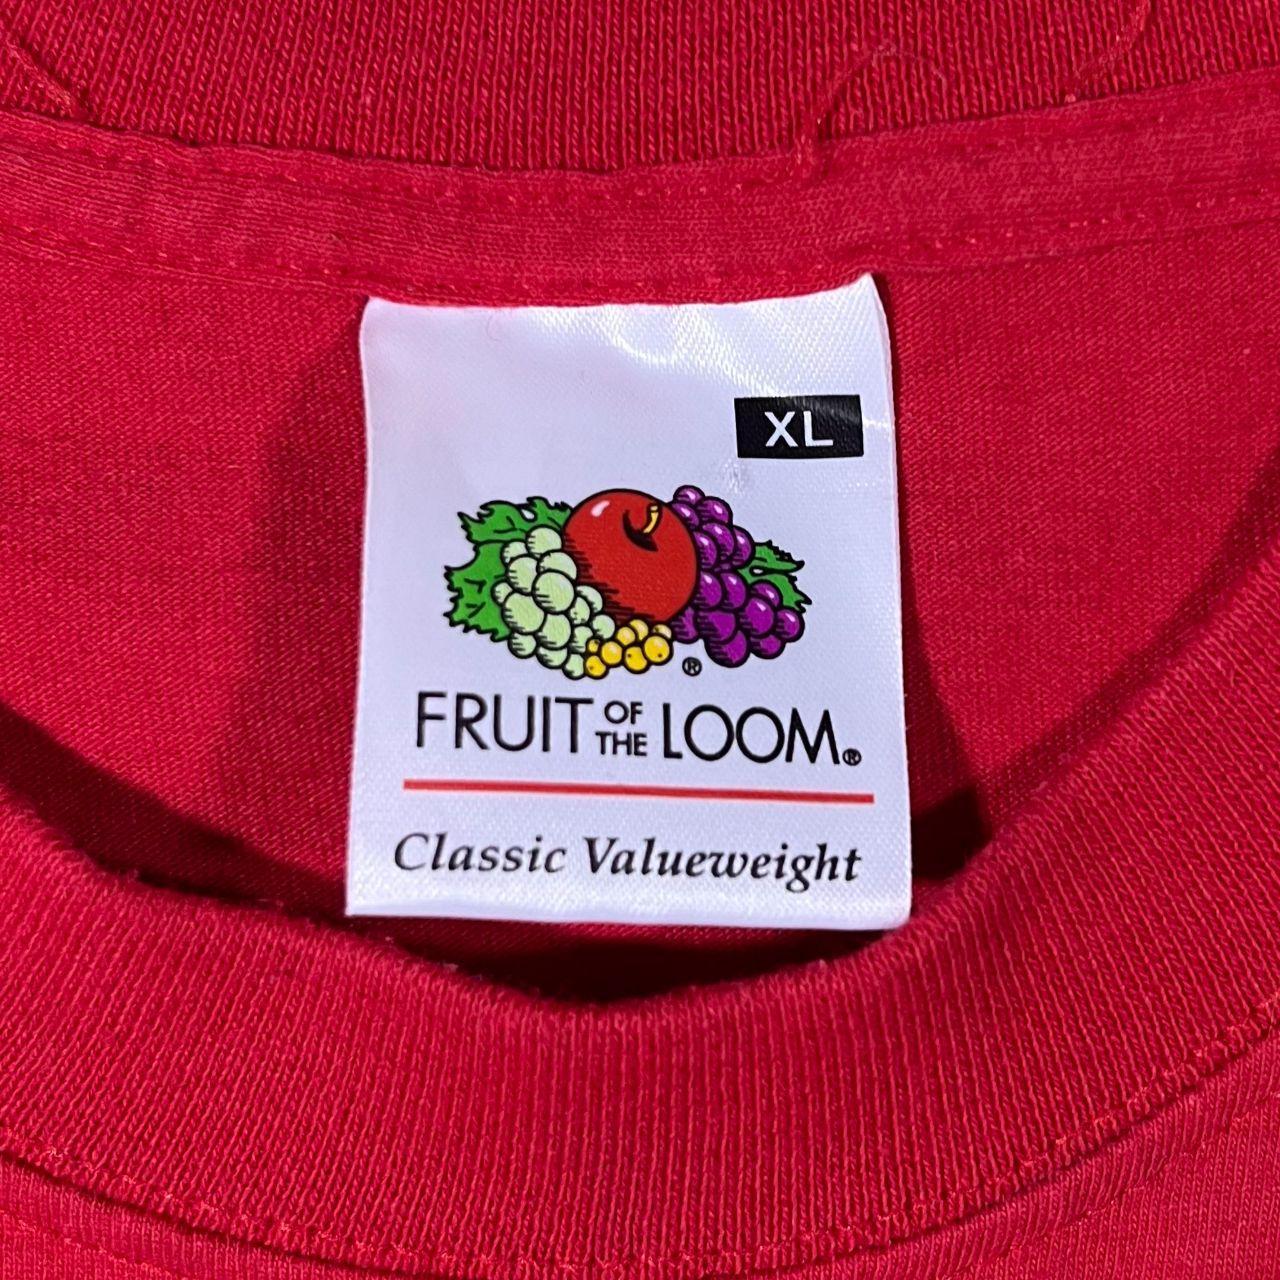 XL
®
FRUIT OF THE LOOM®
Classic Valueweight